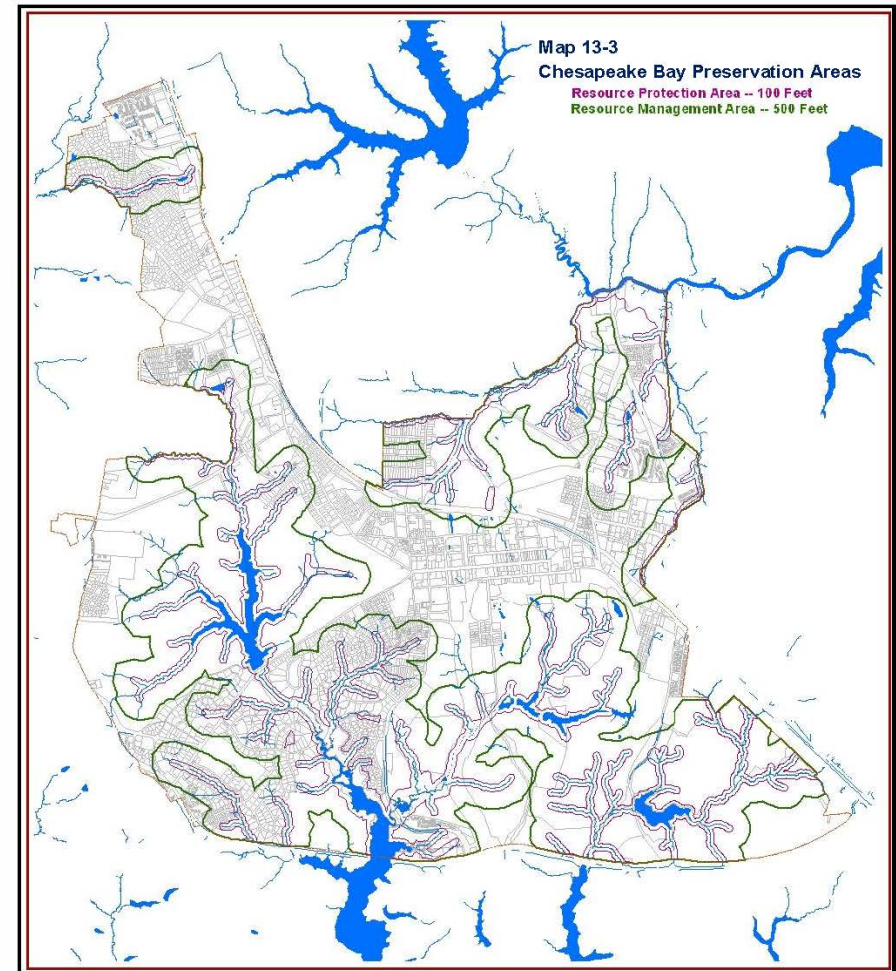 Map 13-3
Chesapeake Bay Preservation Areas
Resource Protection Area -- 100 Feet
Resource Management Area -- 500 Feet